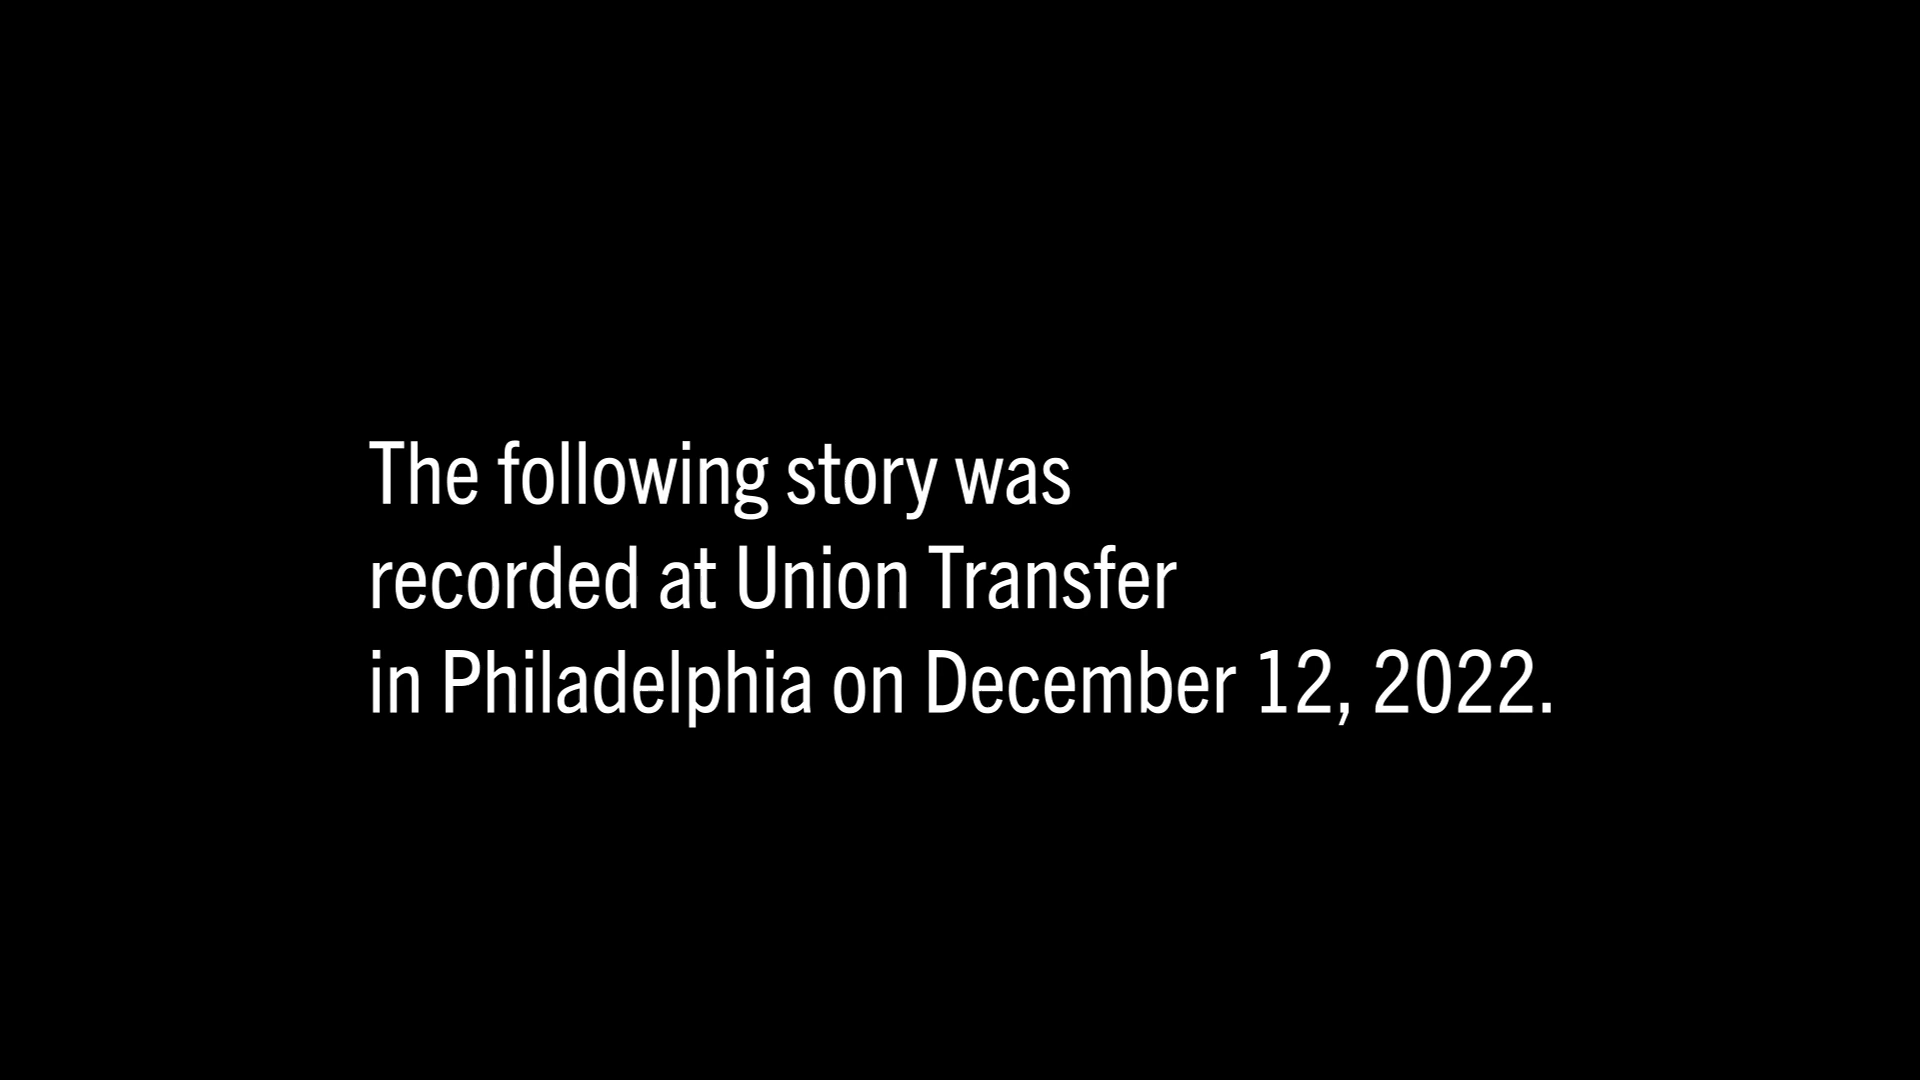 The following story was
recorded at Union Transfer
in Philadelphia on December 12, 2022.